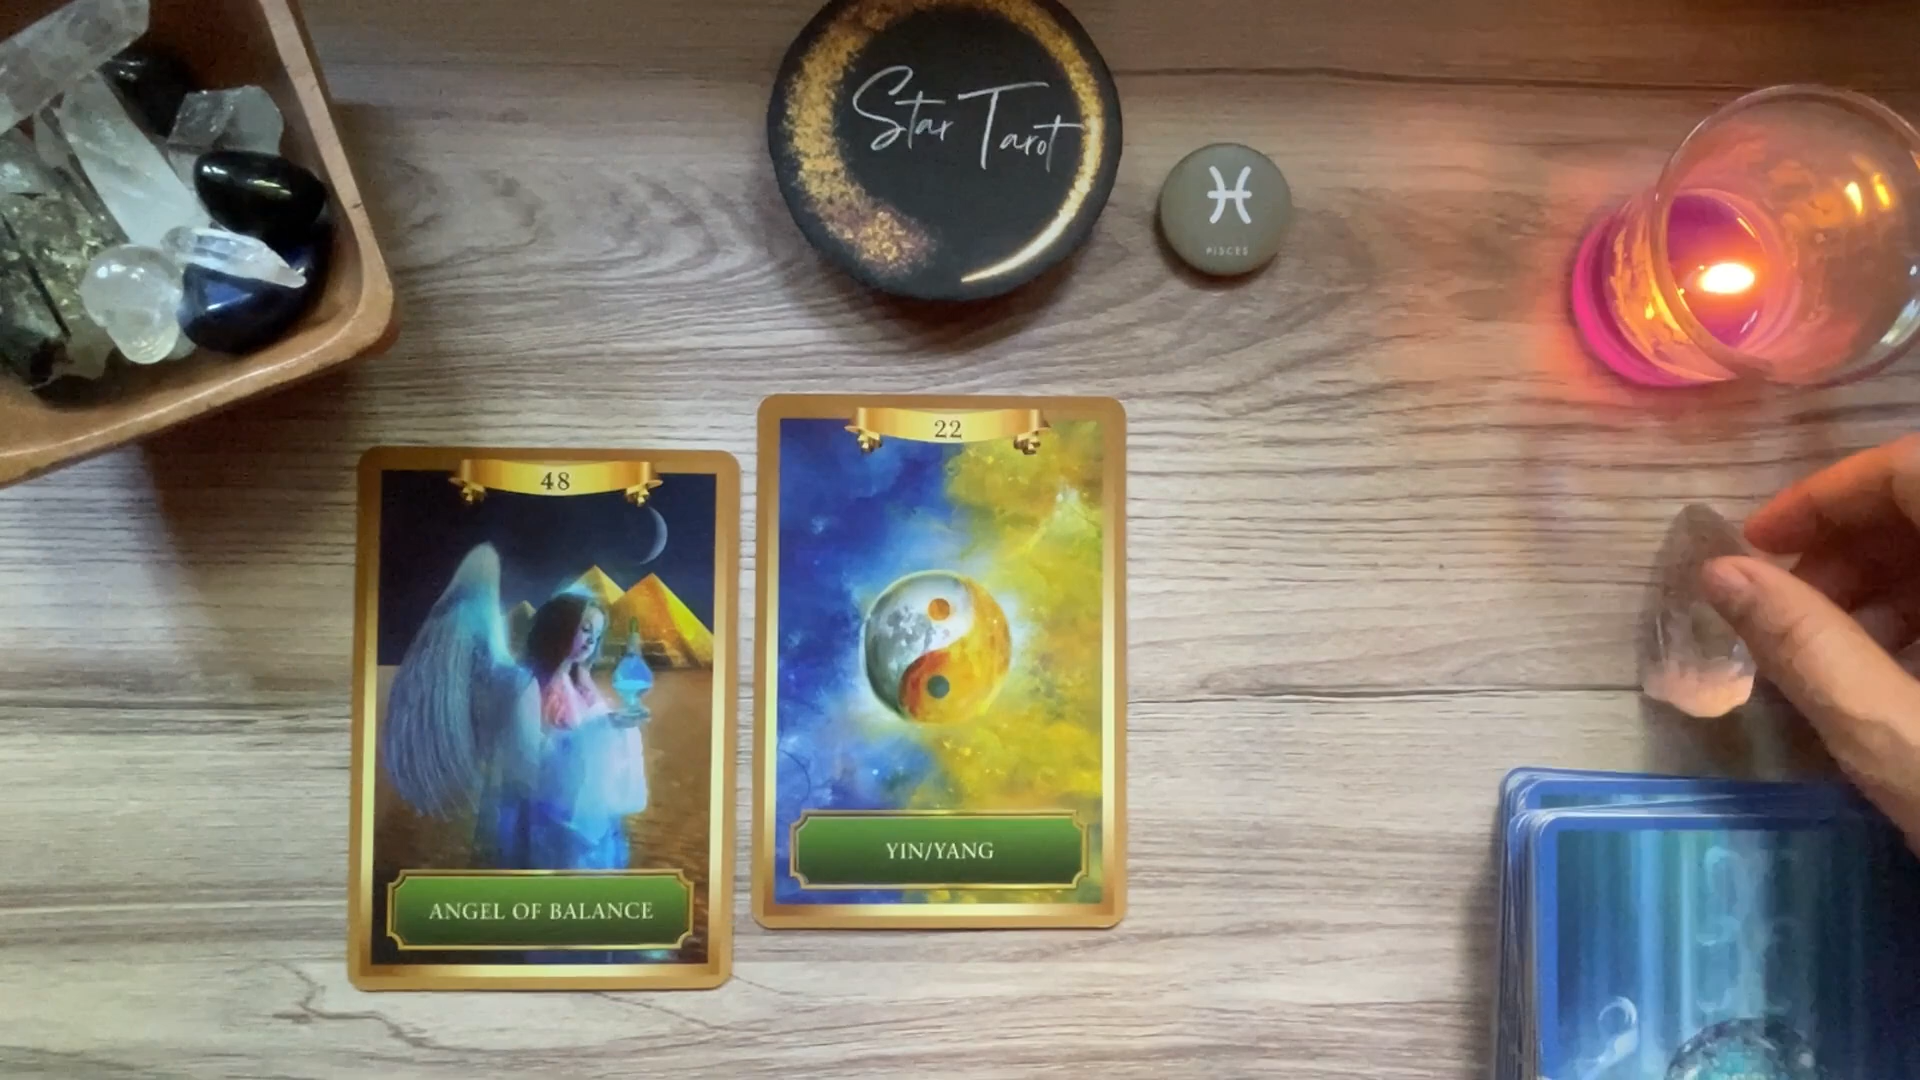 Star Tarot
PISCES
48
ANGEL OF BALANCE
22
YIN/YANG